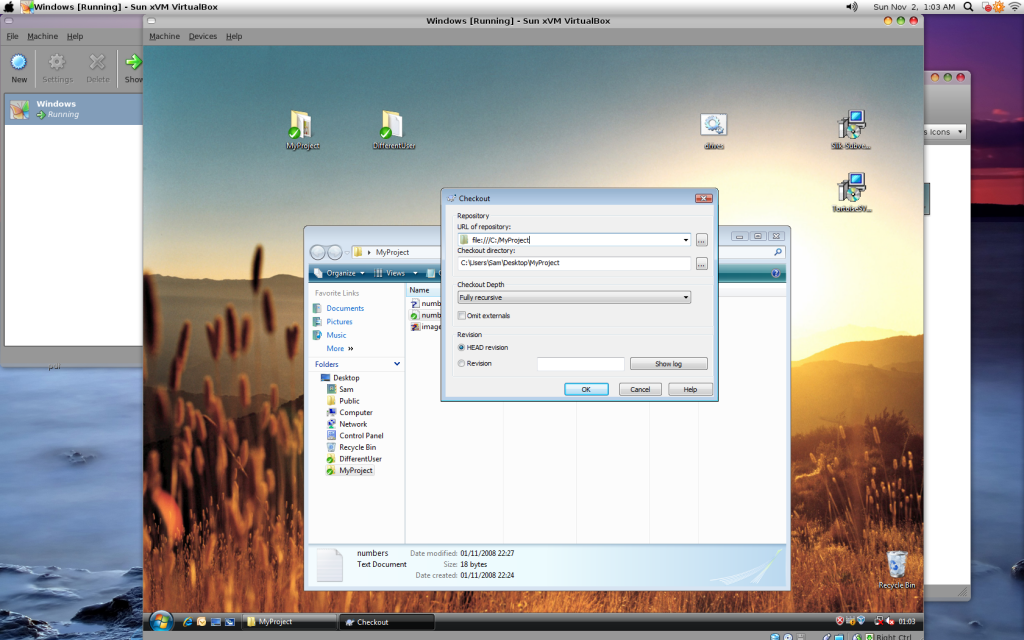 Windows [Running] - Sun xVM VirtualBox
Sun Nov 2, 1:03 AM
Windows [Running] - Sun xVM VirtualBox
File Machine Help
Machine Devices Help
New Settings Delete Show
Windows
Running
s Icons
MyProject
DifferentUser
drives
Slik-Subve...
TortoiseSV...
Checkout
Repository
URL of repository:
file:///C:/MyProject
...
Checkout directory:
C:\Users\Sam\Desktop\MyProject
...
Checkout Depth
Fully recursive
Omit externals
Revision
HEAD revision
Revision
Show log
OK Cancel Help
MyProject
Organize Views
Favorite Links
Documents
Pictures
Music
More »
Folders
Desktop
Sam
Public
Computer
Network
Control Panel
Recycle Bin
DifferentUser
MyProject
Name
numb
numb
image
numbers Date modified: 01/11/2008 22:27
Text Document Size: 18 bytes
Date created: 01/11/2008 22:24
Recycle Bin
MyProject Checkout 01:03
Right Ctrl